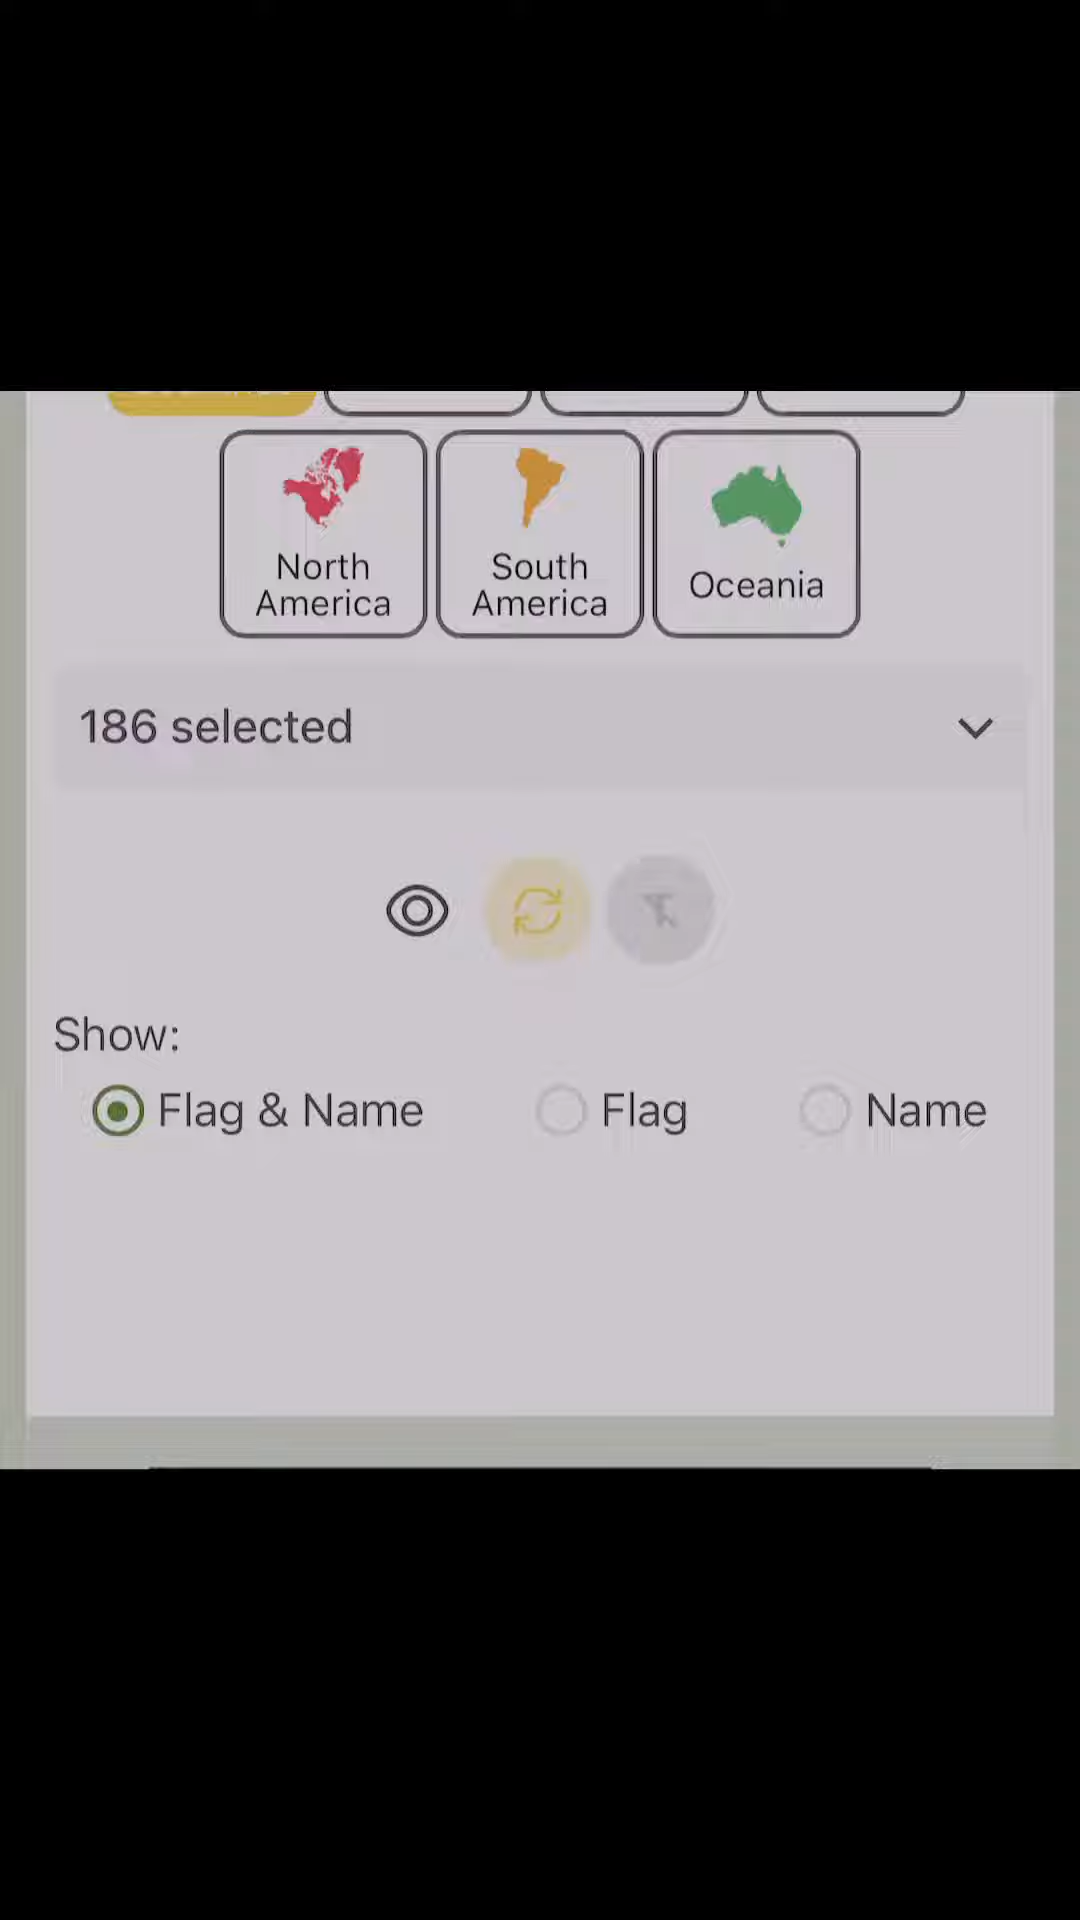 North America
South America
Oceania
186 selected
Show:
Flag & Name
Flag
Name